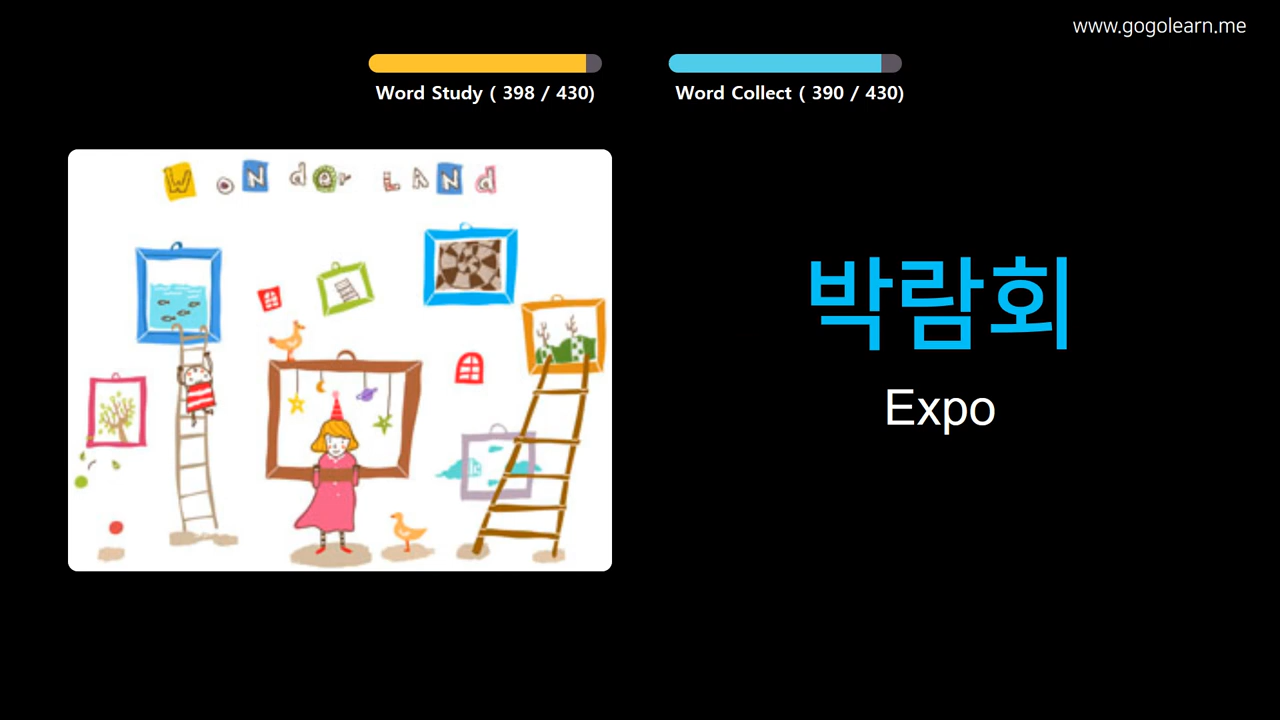 www.gogolearn.me
Word Study ( 398 / 430)
Word Collect ( 390 / 430)
WoNder LANd
박람회
Expo